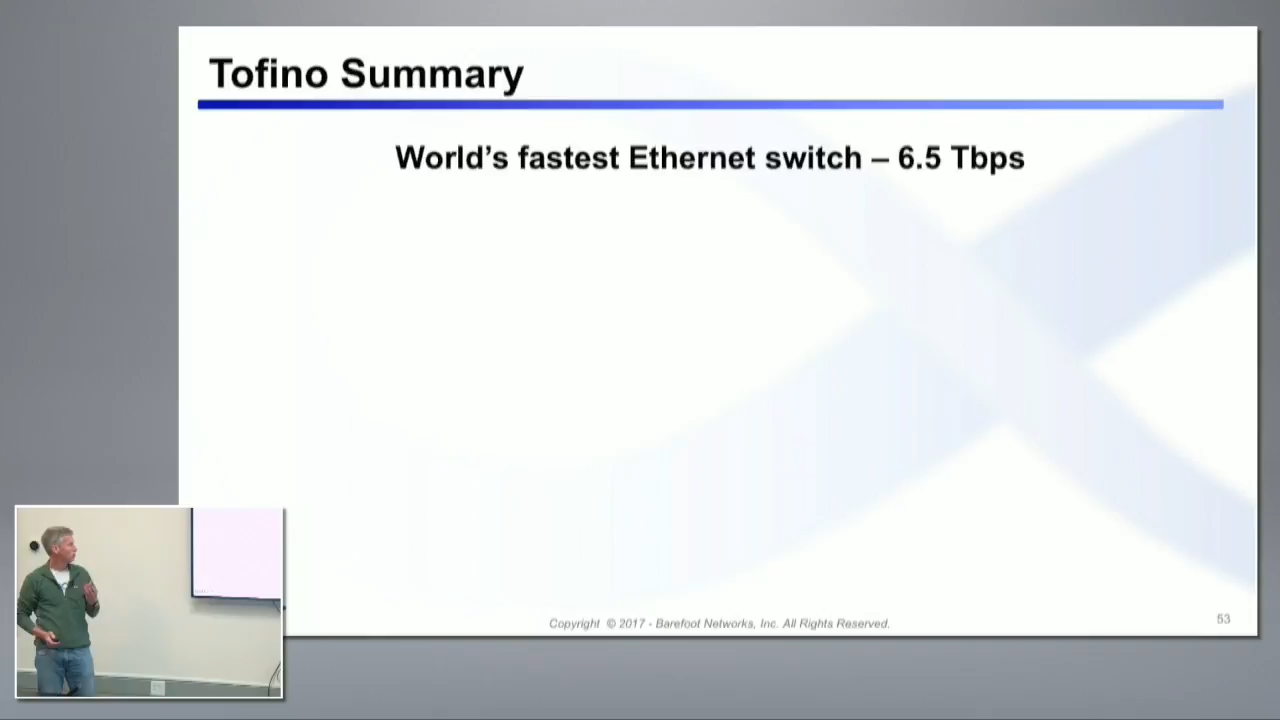 Tofino Summary
World's fastest Ethernet switch – 6.5 Tbps
Copyright © 2017 - Barefoot Networks, Inc. All Rights Reserved.
53